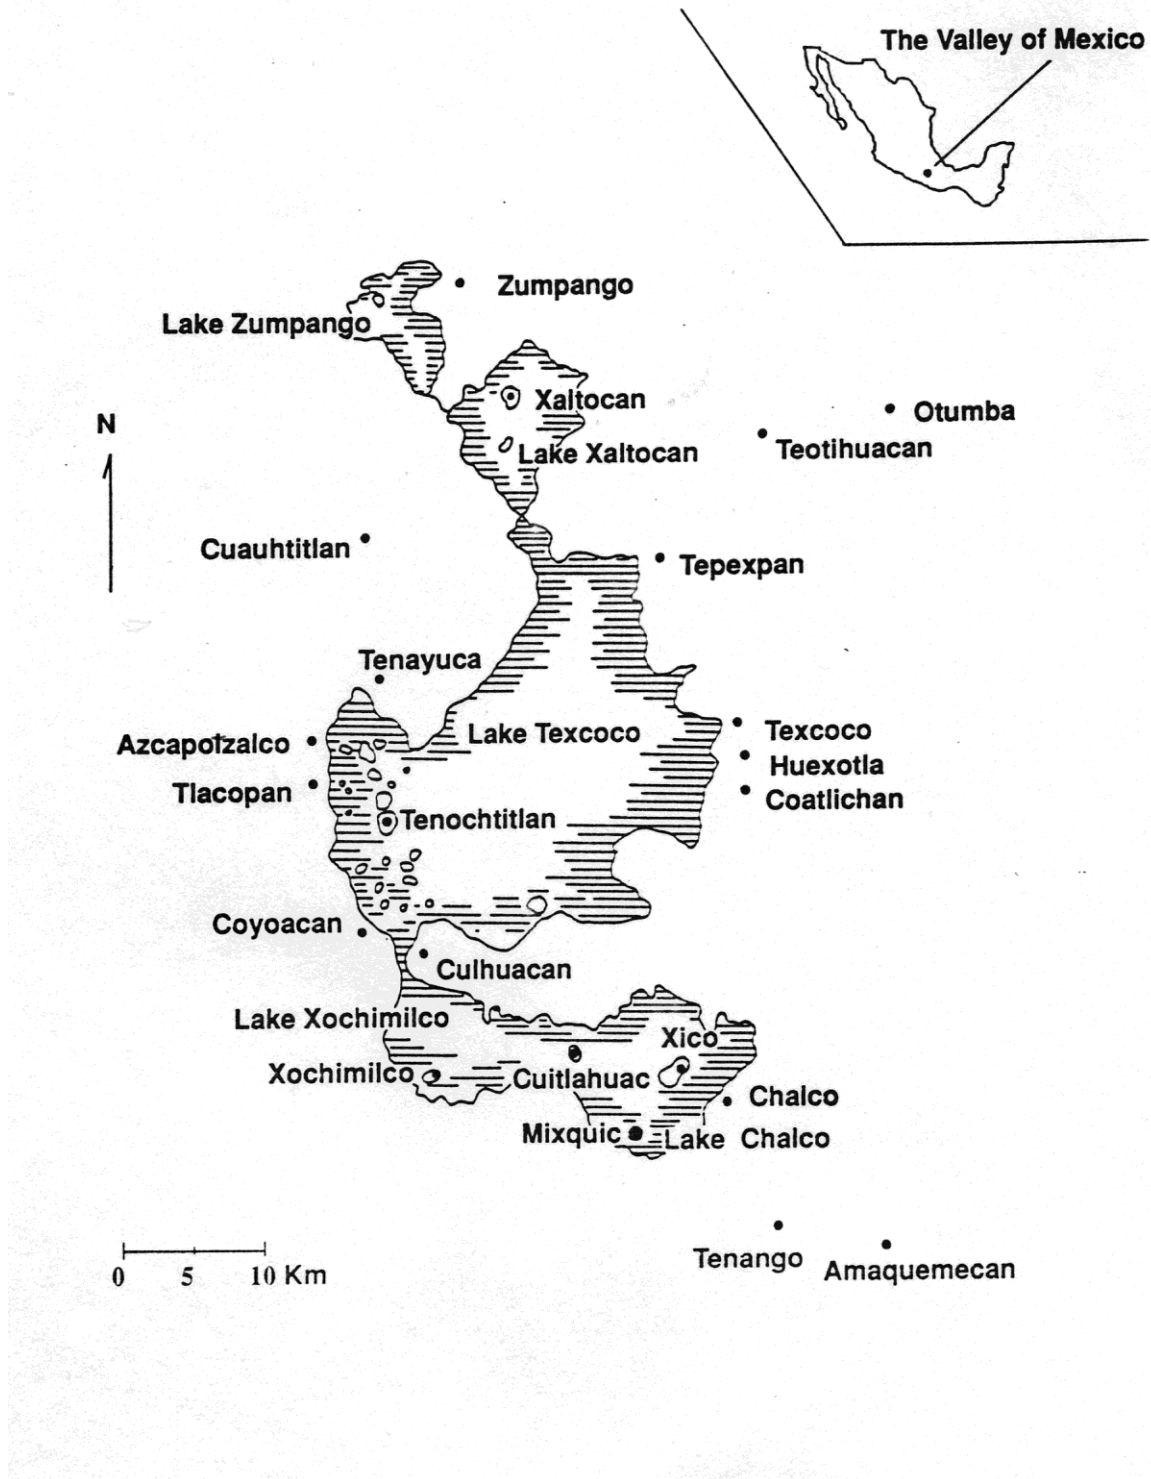 The Valley of Mexico
Zumpango
Lake Zumpango
Xaltocan
N
Otumba
Teotihuacan
Lake Xaltocan
Cuauhtitlan
Tepexpan
Tenayuca
Lake Texcoco
Texcoco
Azcapotzalco
Huexotla
Tlacopan
Coatlichan
Tenochtitlan
Coyoacan
Culhuacan
Lake Xochimilco
Xico
Xochimilco
Cuitlahuac
Chalco
Mixquic
Lake Chalco
Tenango
Amaquemecan
0 5 10 Km